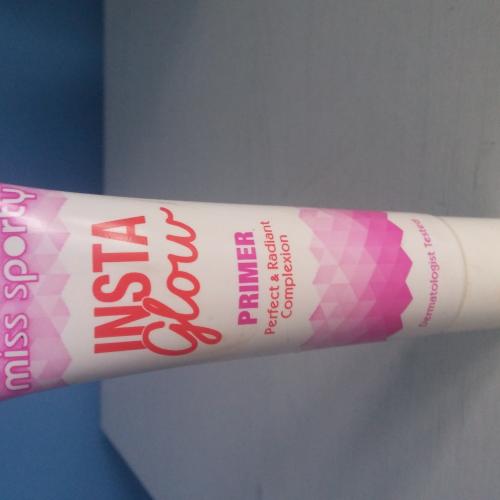 miss sporty
INSTA
Glow
PRIMER
Perfect & Radiant
Complexion
Dermatologist Tested